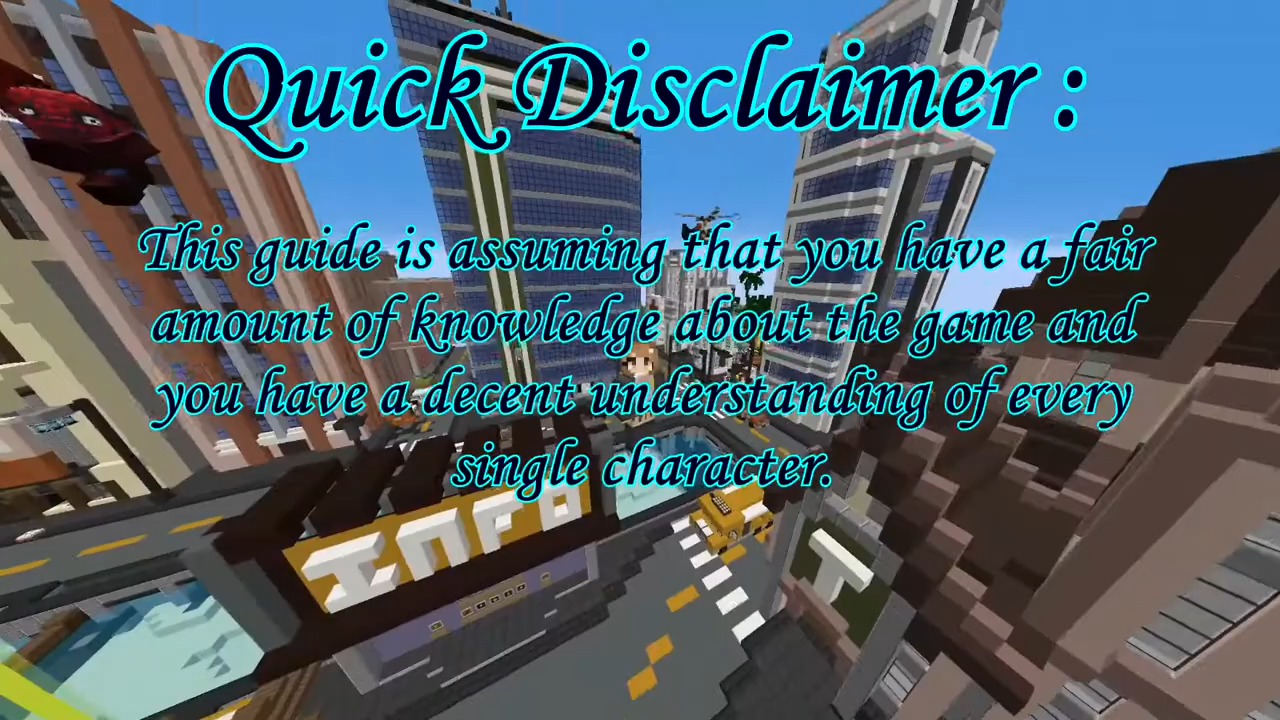 Quick Disclaimer :
This guide is assuming that you have a fair
amount of knowledge about the game and
you have a decent understanding of every
single character.
INFO
T